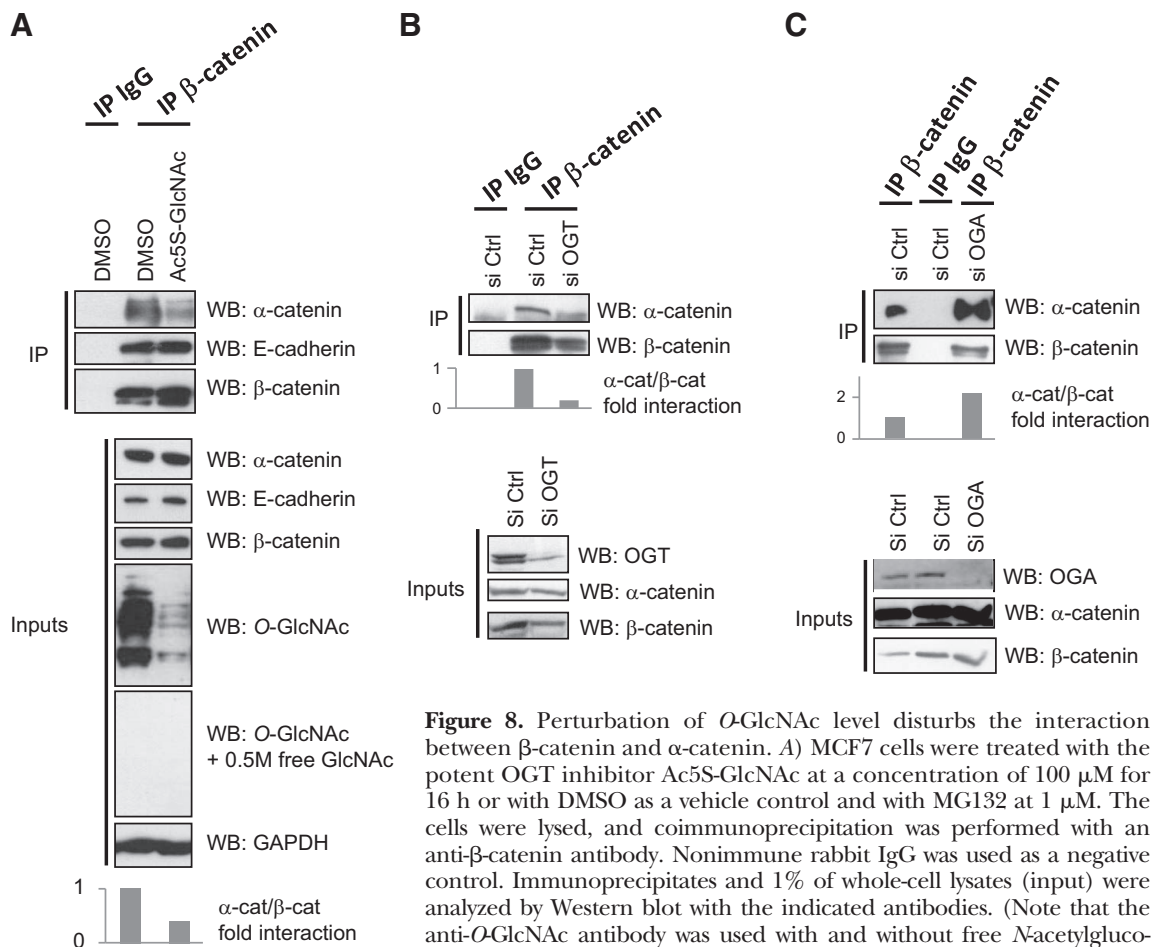 A
IP IgG
IP β-catenin
DMSO
DMSO
Ac5S-GlcNAc
IP
WB: α-catenin
WB: E-cadherin
WB: β-catenin
Inputs
WB: α-catenin
WB: E-cadherin
WB: β-catenin
WB: O-GlcNAc
WB: O-GlcNAc
+ 0.5M free GlcNAc
WB: GAPDH
1
0
α-cat/β-cat
fold interaction
B
IP IgG
IP β-catenin
si Ctrl
si Ctrl
si OGT
IP
WB: α-catenin
WB: β-catenin
1
0
α-cat/β-cat
fold interaction
Si Ctrl
Si OGT
Inputs
WB: OGT
WB: α-catenin
WB: β-catenin
C
IP β-catenin
IP IgG
IP β-catenin
si Ctrl
si Ctrl
si OGA
IP
WB: α-catenin
WB: β-catenin
2
0
α-cat/β-cat
fold interaction
Si Ctrl
Si Ctrl
Si OGA
Inputs
WB: OGA
WB: α-catenin
WB: β-catenin
Figure 8. Perturbation of O-GlcNAc level disturbs the interaction
between β-catenin and α-catenin. A) MCF7 cells were treated with the
potent OGT inhibitor Ac5S-GlcNAc at a concentration of 100 μM for
16 h or with DMSO as a vehicle control and with MG132 at 1 μM. The
cells were lysed, and coimmunoprecipitation was performed with an
anti-β-catenin antibody. Nonimmune rabbit IgG was used as a negative
control. Immunoprecipitates and 1% of whole-cell lysates (input) were
analyzed by Western blot with the indicated antibodies. (Note that the
anti-O-GlcNAc antibody was used with and without free N-acetylgluco-